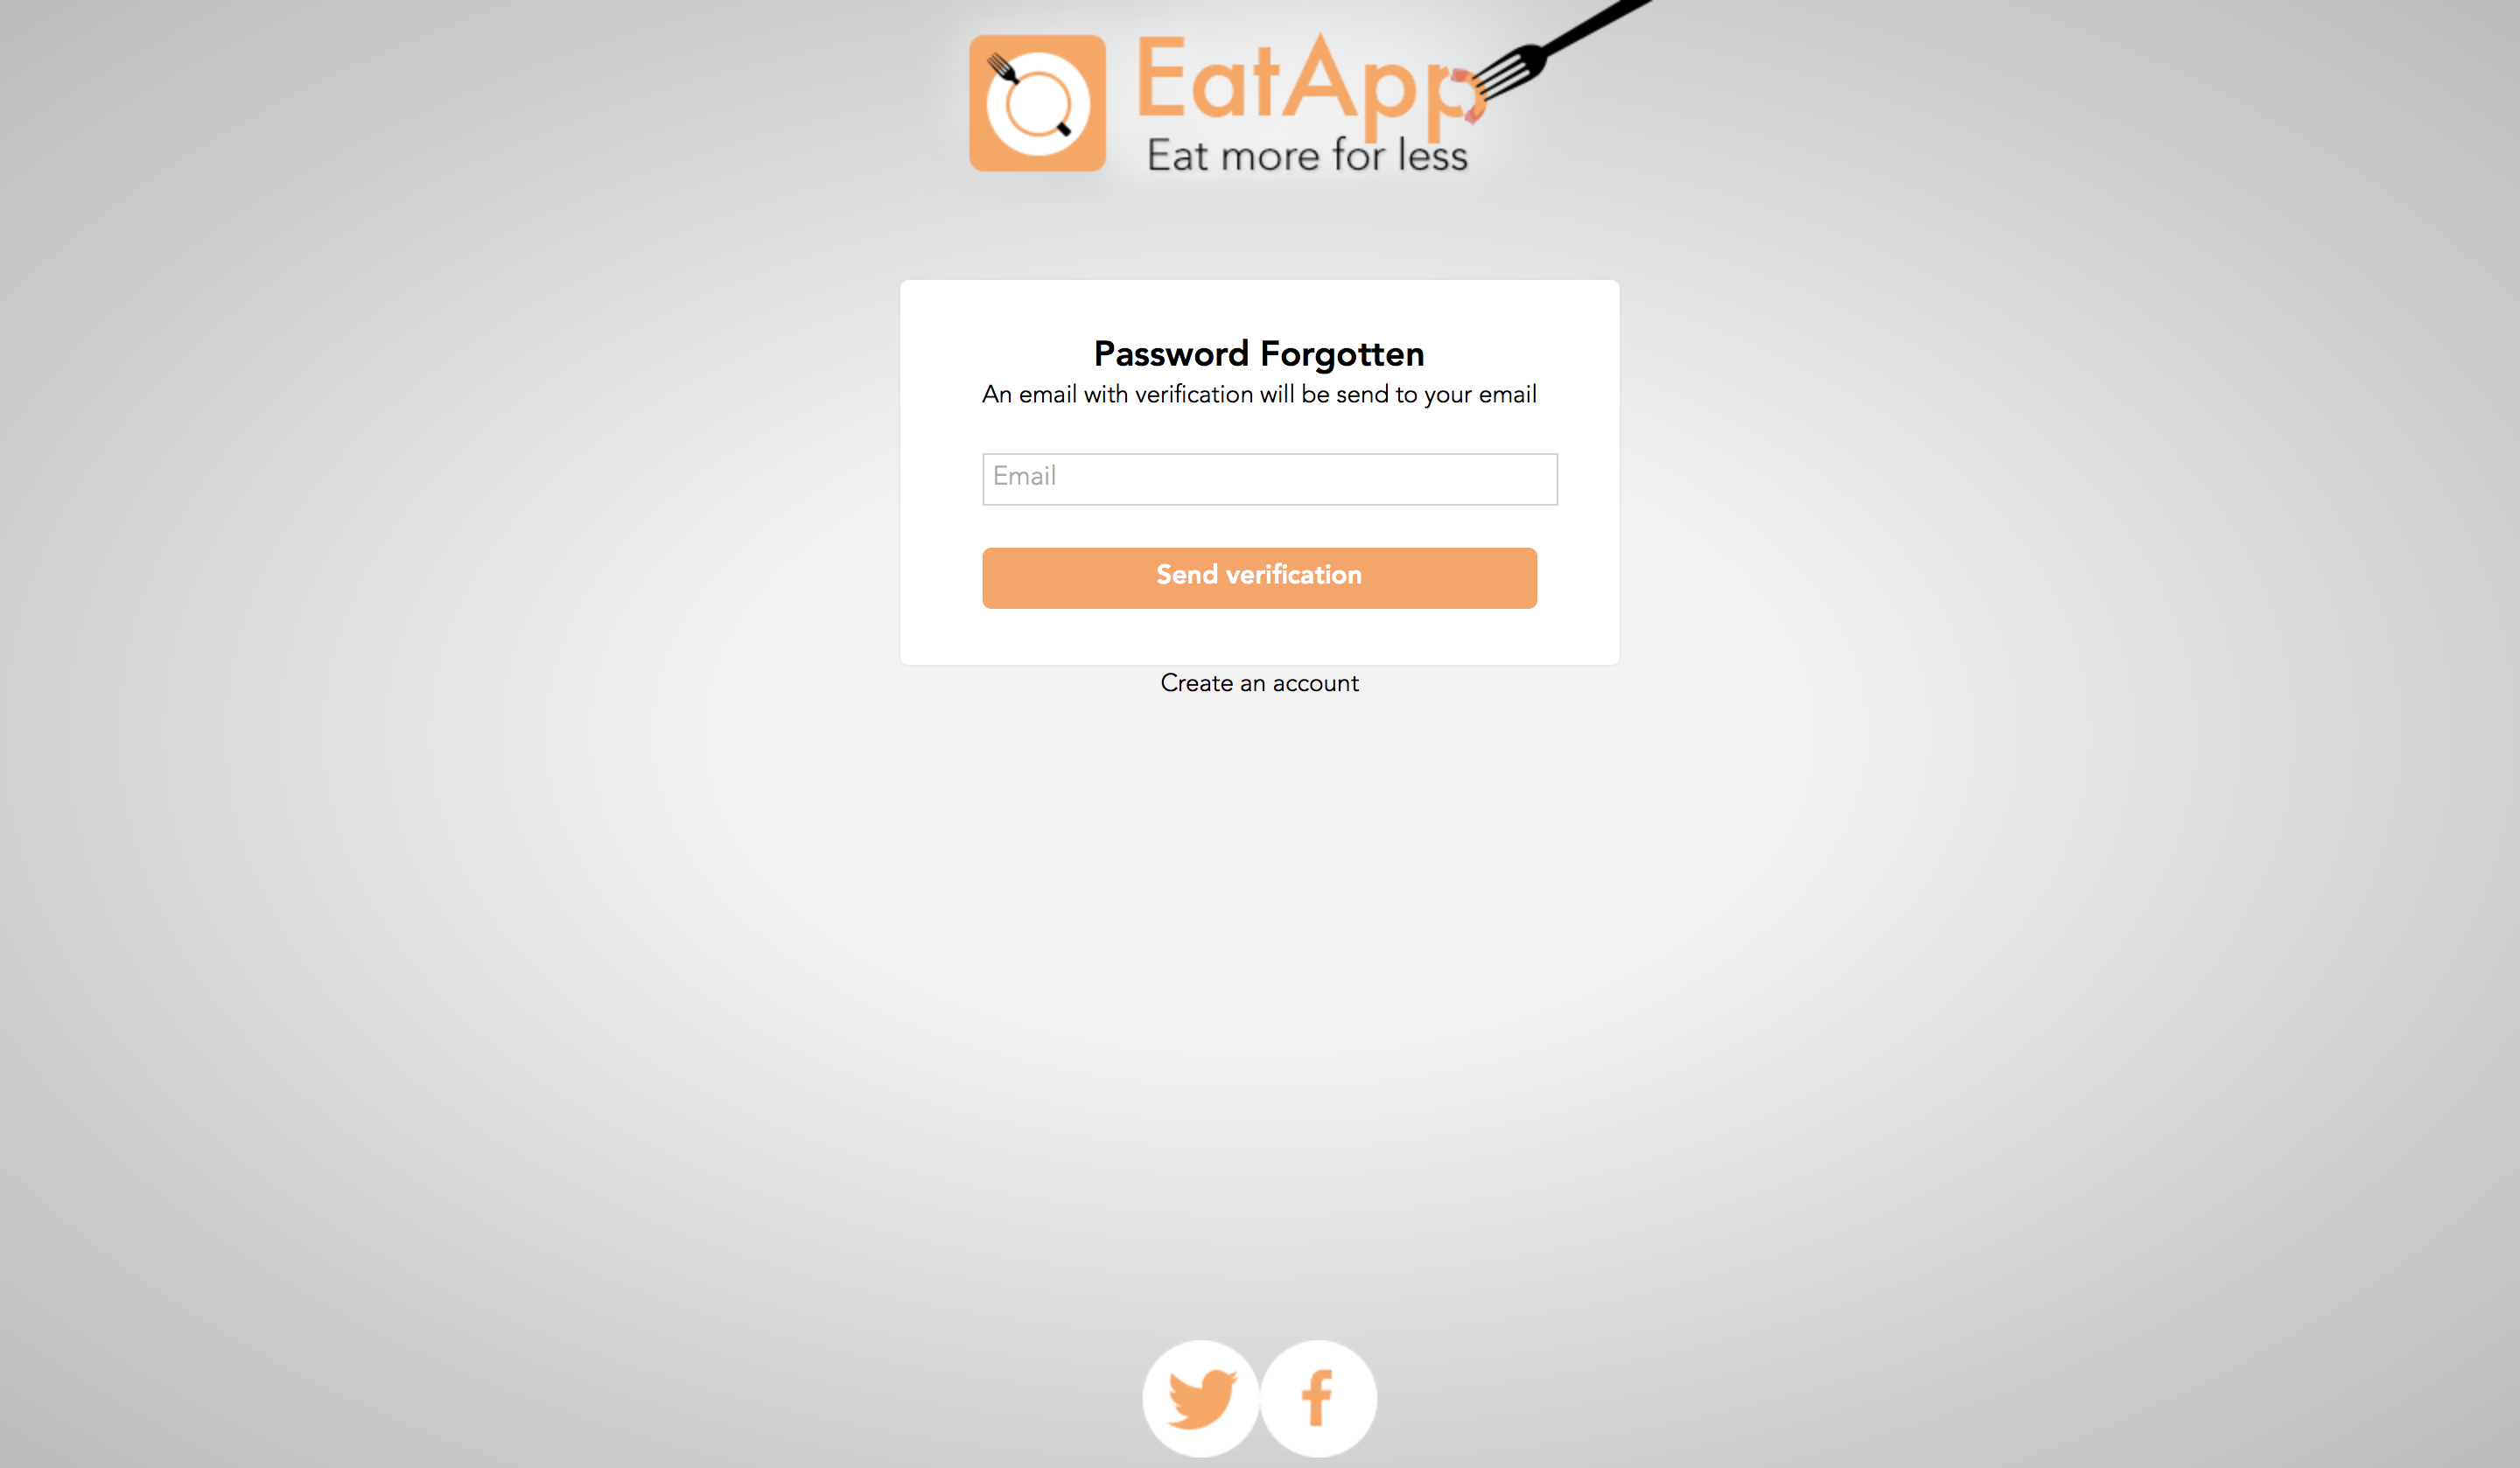 EatApp
Eat more for less
Password Forgotten
An email with verification will be send to your email
Email
Send verification
Create an account